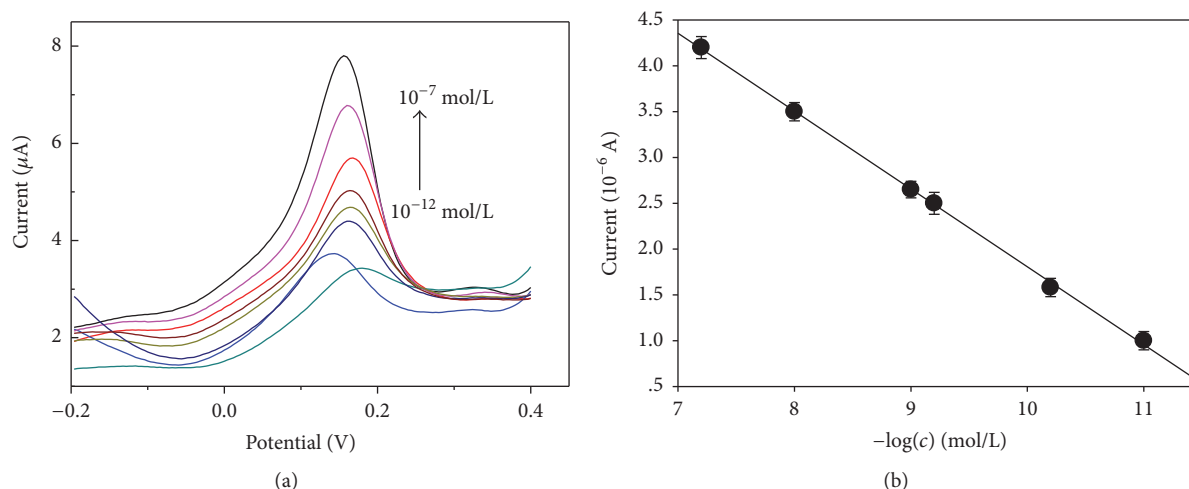 8
6
4
2
Current (μA)
10⁻⁷ mol/L
10⁻¹² mol/L
−0.2
0.0
0.2
0.4
Potential (V)
(a)
4.5
4.0
3.5
3.0
2.5
2.0
1.5
1.0
.5
Current (10⁻⁶ A)
7
8
9
10
11
−log(c) (mol/L)
(b)